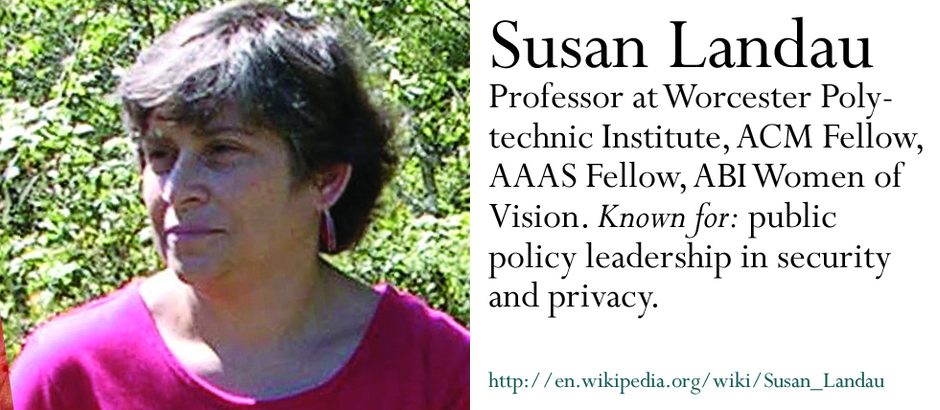 Susan Landau
Professor at Worcester Poly-
technic Institute, ACM Fellow,
AAAS Fellow, ABI Women of
Vision. Known for: public
policy leadership in security
and privacy.
http://en.wikipedia.org/wiki/Susan_Landau